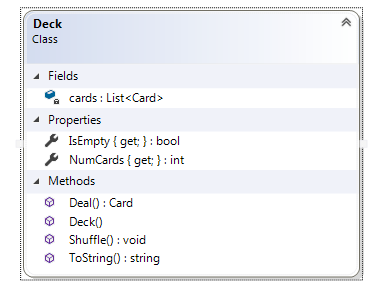 Deck
Class
Fields
cards : List<Card>
Properties
IsEmpty { get; } : bool
NumCards { get; } : int
Methods
Deal() : Card
Deck()
Shuffle() : void
ToString() : string